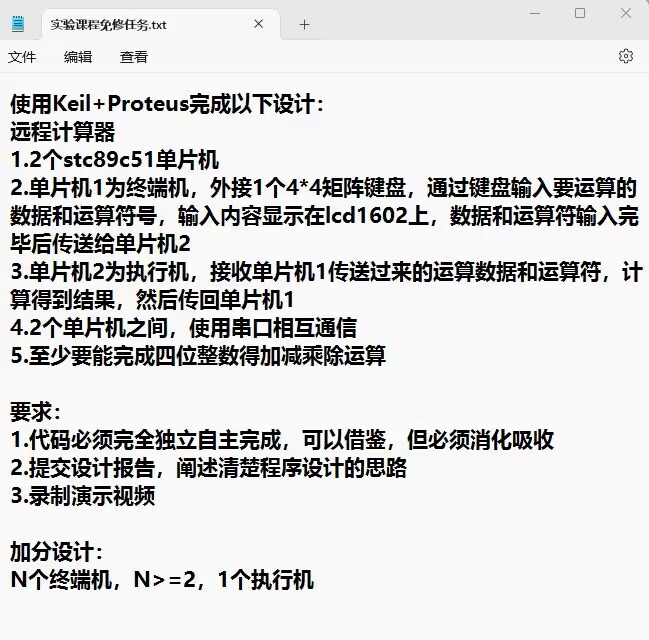 实验课程免修任务.txt
文件 编辑 查看
使用Keil+Proteus完成以下设计：
远程计算器
1.2个stc89c51单片机
2.单片机1为终端机，外接1个4*4矩阵键盘，通过键盘输入要运算的
数据和运算符号，输入内容显示在lcd1602上，数据和运算符输入完
毕后传送给单片机2
3.单片机2为执行机，接收单片机1传送过来的运算数据和运算符，计
算得到结果，然后传回单片机1
4.2个单片机之间，使用串口相互通信
5.至少要能完成四位整数得加减乘除运算
要求：
1.代码必须完全独立自主完成，可以借鉴，但必须消化吸收
2.提交设计报告，阐述清楚程序设计的思路
3.录制演示视频
加分设计：
N个终端机，N>=2，1个执行机